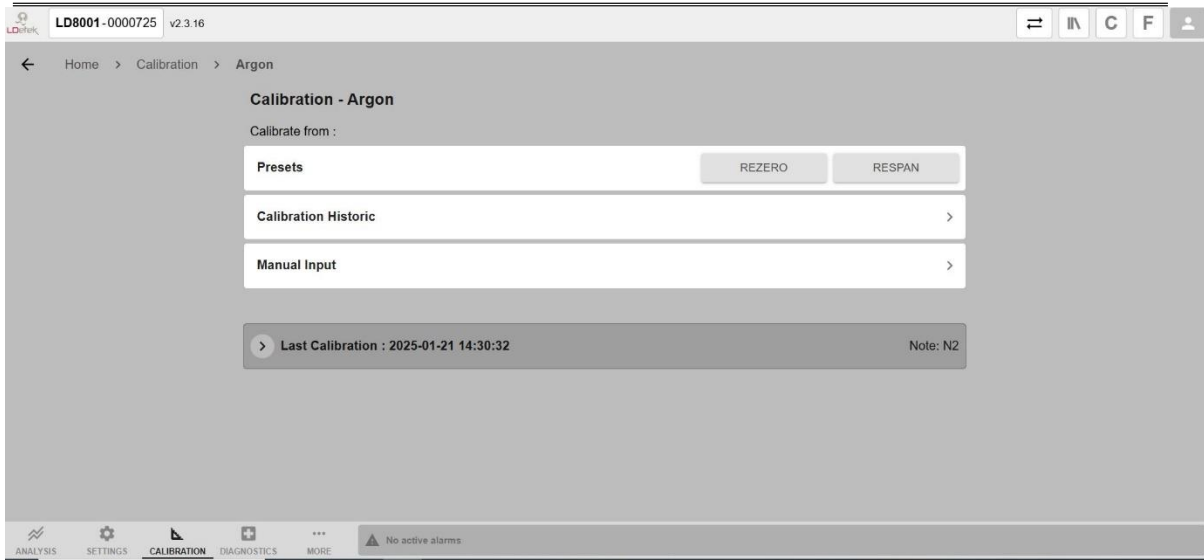 LDetek
LD8001-0000725 v2.3.16
C F
Home > Calibration > Argon
Calibration - Argon
Calibrate from :
Presets REZERO RESPAN
Calibration Historic
Manual Input
Last Calibration : 2025-01-21 14:30:32 Note: N2
No active alarms
ANALYSIS SETTINGS CALIBRATION DIAGNOSTICS MORE